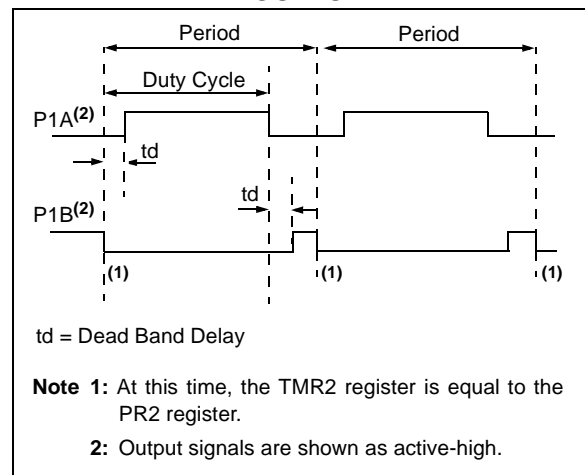 Period
Period
Duty Cycle
P1A(2)
td
td
P1B(2)
(1)
(1)
(1)
td = Dead Band Delay
Note 1: At this time, the TMR2 register is equal to the
PR2 register.
2: Output signals are shown as active-high.